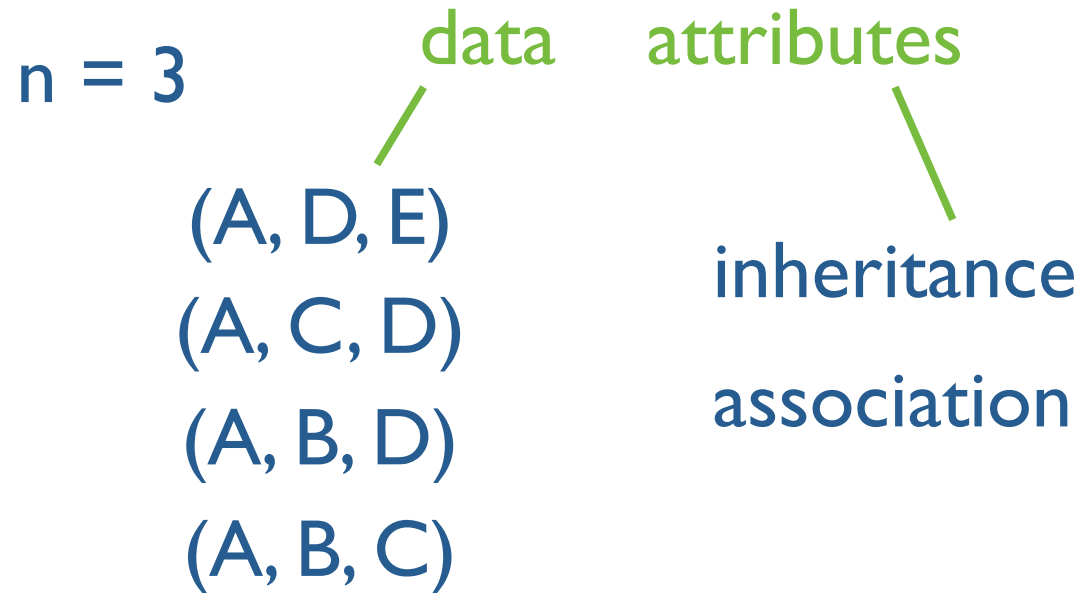 n = 3
data attributes
(A, D, E)
(A, C, D)
(A, B, D)
(A, B, C)
inheritance
association